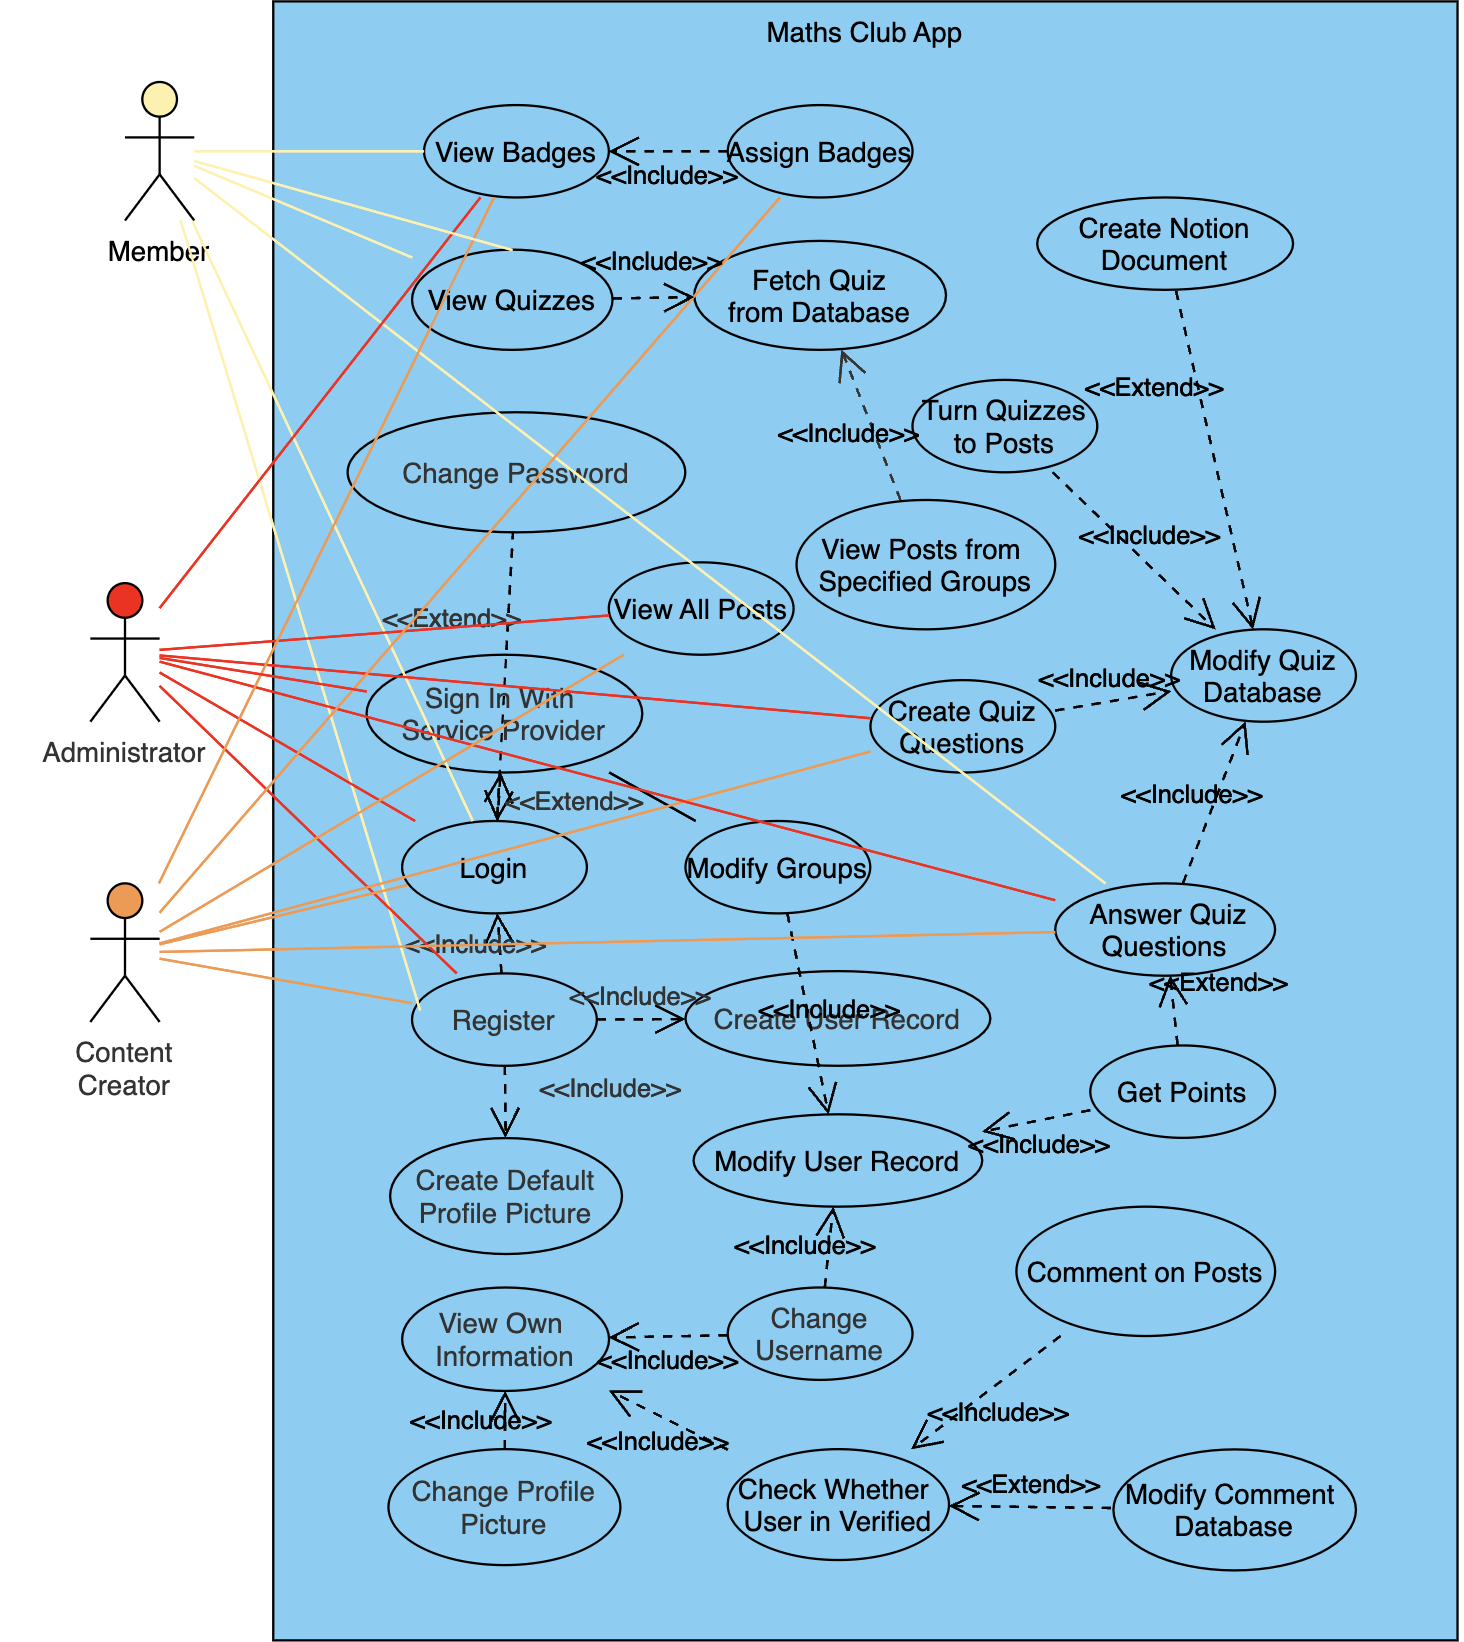 Maths Club App
Member
View Badges
Assign Badges
<<Include>>
Create Notion
Document
<<Include>>
View Quizzes
Fetch Quiz
from Database
<<Extend>>
Turn Quizzes
to Posts
<<Include>>
Change Password
<<Include>>
View Posts from
Specified Groups
View All Posts
<<Extend>>
Modify Quiz
Database
<<Include>>
Sign In With
Service Provider
Create Quiz
Questions
Administrator
<<Extend>>
<<Include>>
Login
Modify Groups
Answer Quiz
Questions
<<Include>>
<<Extend>>
<<Include>>
<<Include>>
Register
Create User Record
Content
Creator
<<Include>>
Get Points
<<Include>>
Modify User Record
Create Default
Profile Picture
<<Include>>
Comment on Posts
View Own
Information
Change
Username
<<Include>>
<<Include>>
<<Include>>
<<Include>>
Change Profile
Picture
Check Whether
User in Verified
<<Extend>>
Modify Comment
Database